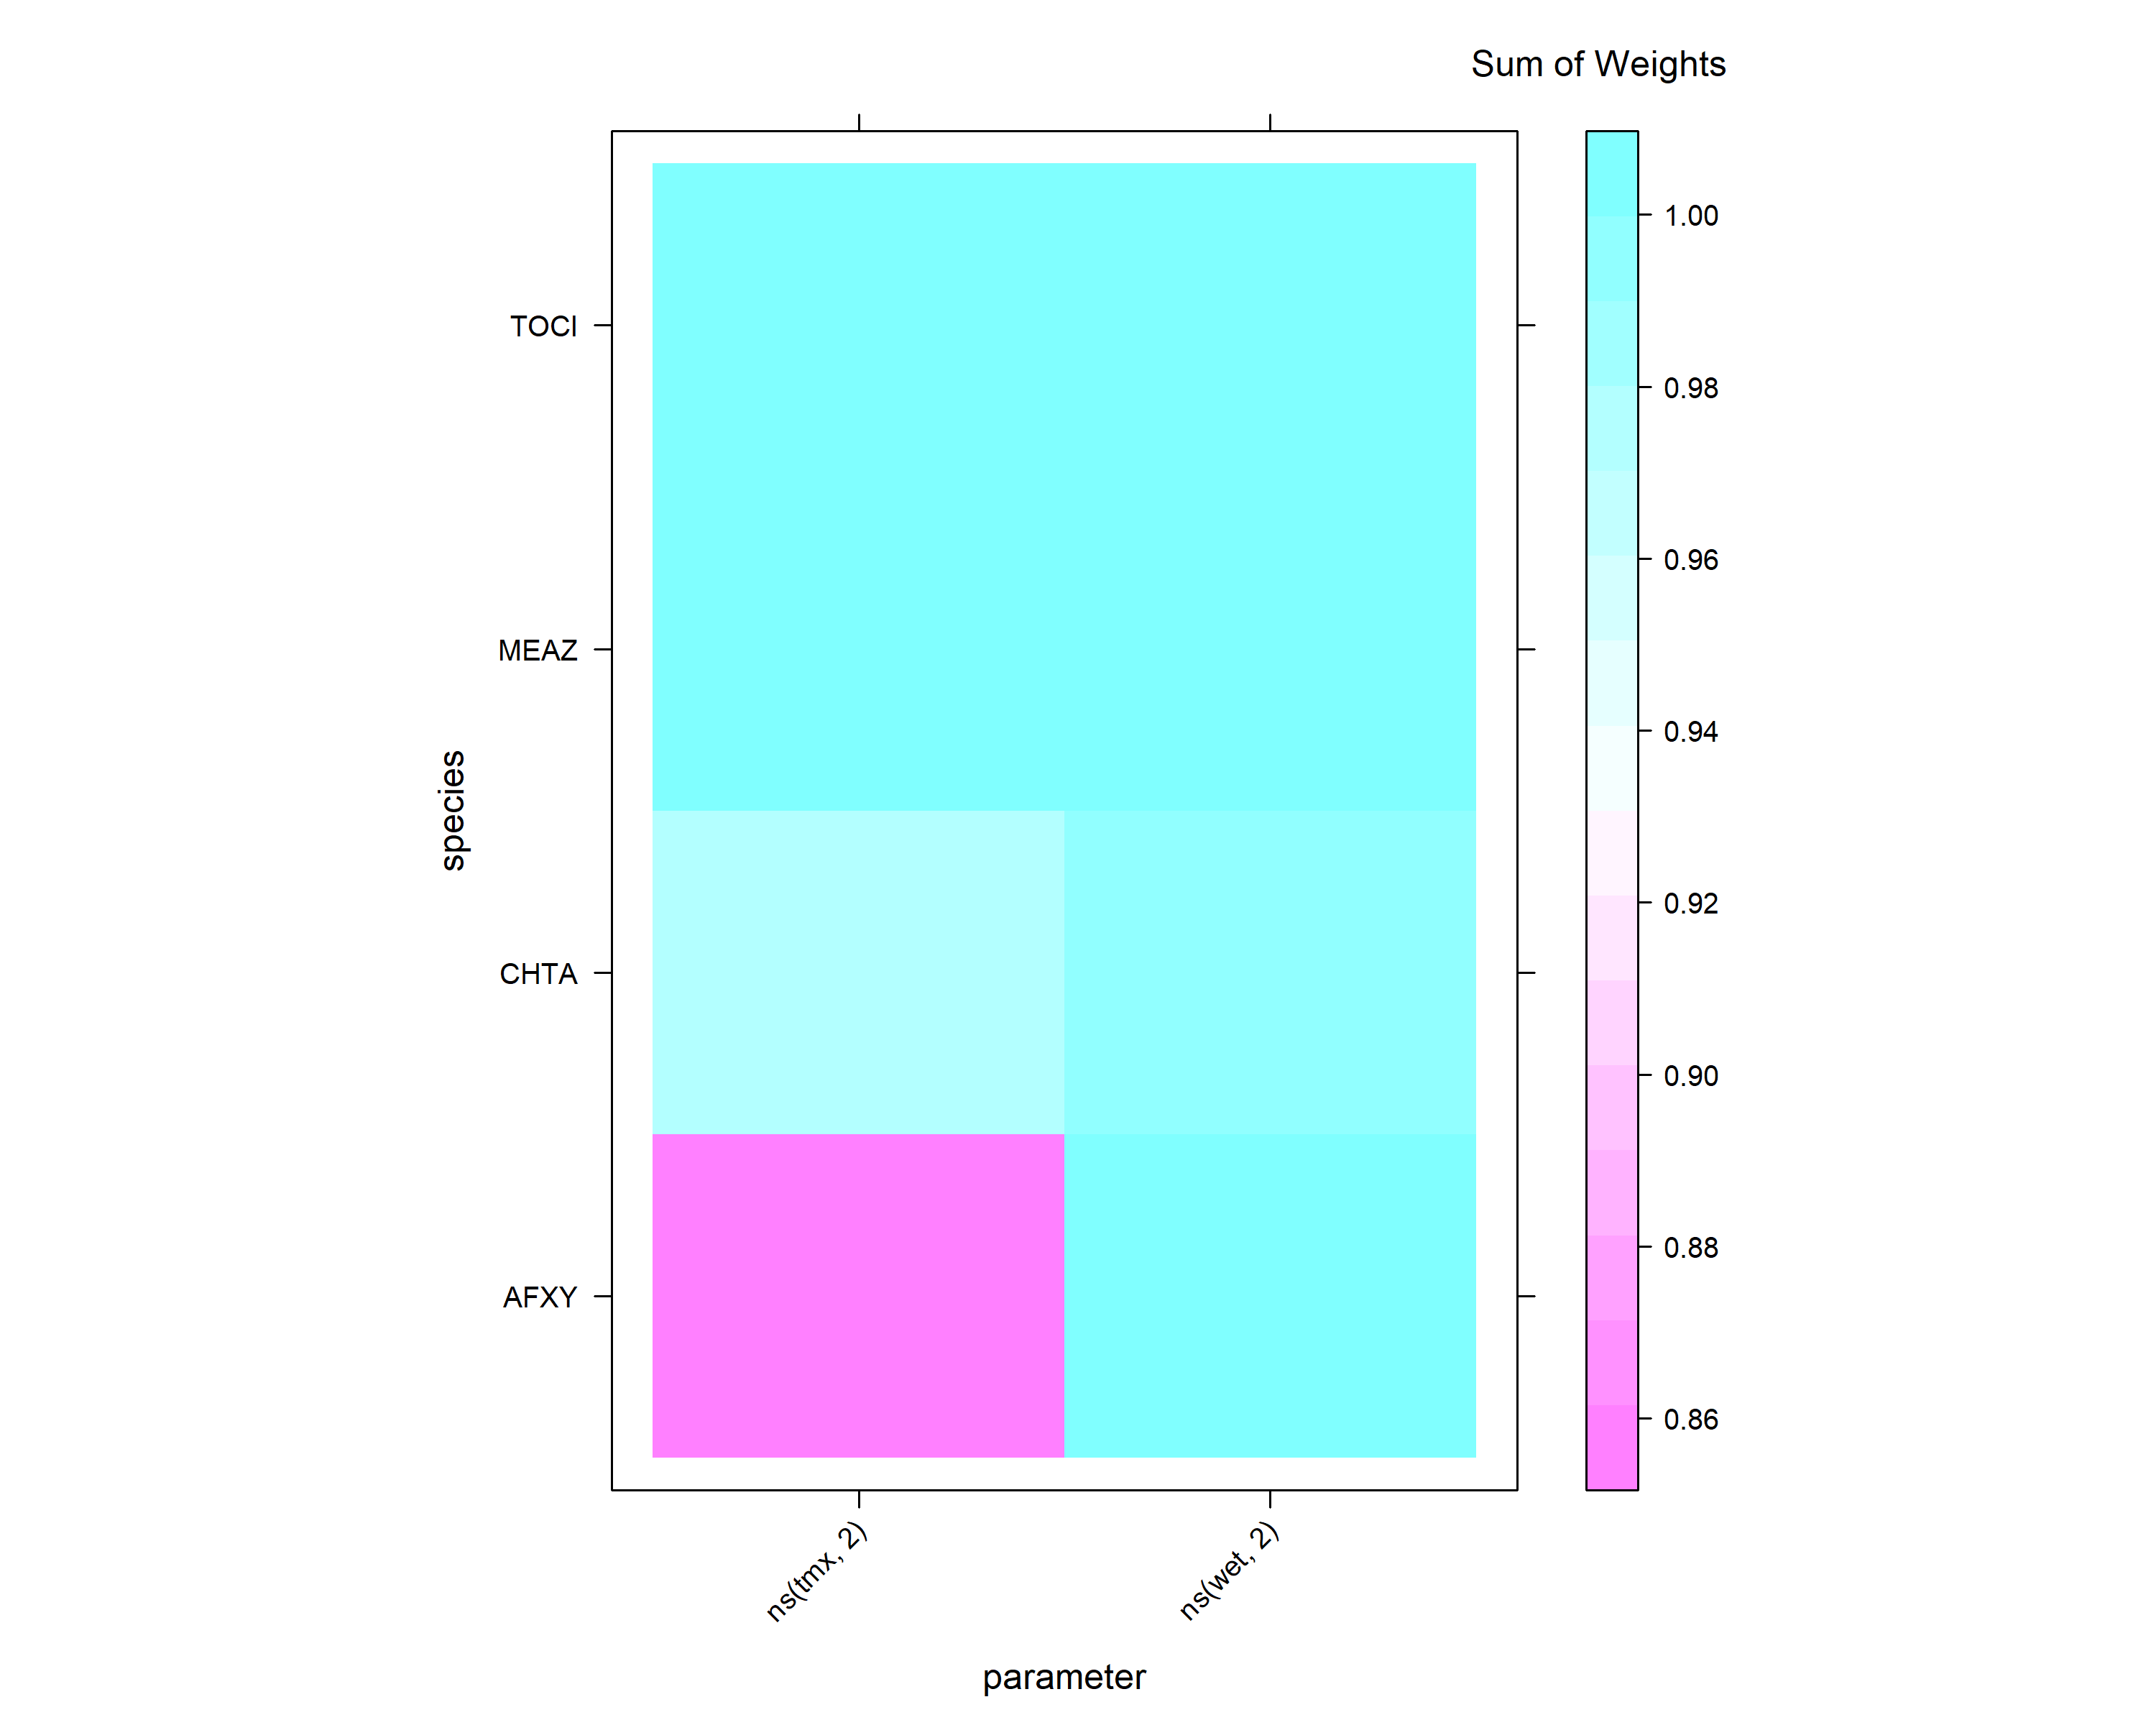 Sum of Weights
1.00
0.98
0.96
0.94
0.92
0.90
0.88
0.86
TOCI
MEAZ
CHTA
AFXY
species
ns(tmx, 2)
ns(wet, 2)
parameter